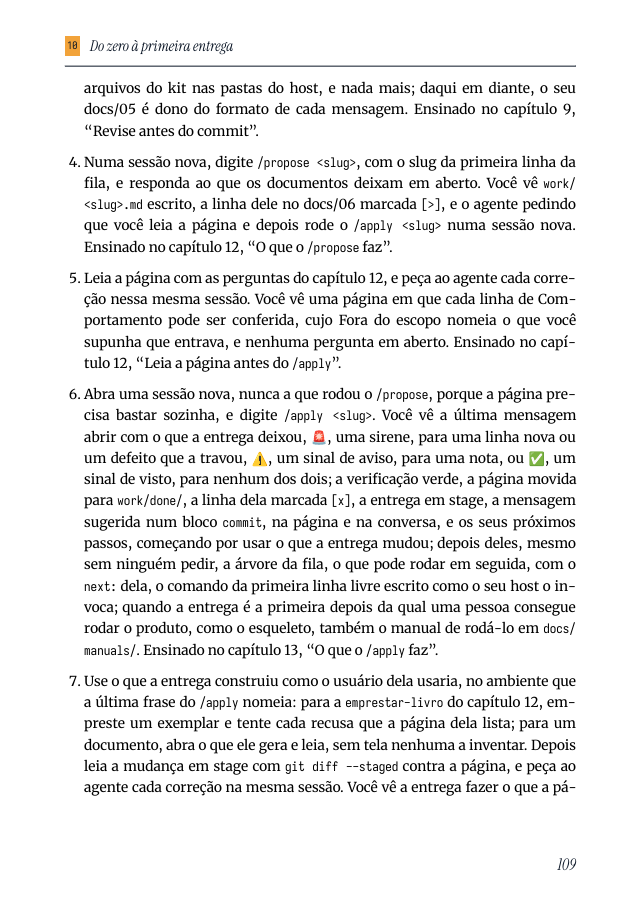 10 Do zero à primeira entrega
arquivos do kit nas pastas do host, e nada mais; daqui em diante, o seu
docs/05 é dono do formato de cada mensagem. Ensinado no capítulo 9,
“Revise antes do commit”.
4. Numa sessão nova, digite /propose <slug>, com o slug da primeira linha da
fila, e responda ao que os documentos deixam em aberto. Você vê work/
<slug>.md escrito, a linha dele no docs/06 marcada [>], e o agente pedindo
que você leia a página e depois rode o /apply <slug> numa sessão nova.
Ensinado no capítulo 12, “O que o /propose faz”.
5. Leia a página com as perguntas do capítulo 12, e peça ao agente cada corre-
ção nessa mesma sessão. Você vê uma página em que cada linha de Com-
portamento pode ser conferida, cujo Fora do escopo nomeia o que você
supunha que entrava, e nenhuma pergunta em aberto. Ensinado no capí-
tulo 12, “Leia a página antes do /apply”.
6. Abra uma sessão nova, nunca a que rodou o /propose, porque a página pre-
cisa bastar sozinha, e digite /apply <slug>. Você vê a última mensagem
abrir com o que a entrega deixou, 🚨, uma sirene, para uma linha nova ou
um defeito que a travou, ⚠️, um sinal de aviso, para uma nota, ou ✅, um
sinal de visto, para nenhum dos dois; a verificação verde, a página movida
para work/done/, a linha dela marcada [x], a entrega em stage, a mensagem
sugerida num bloco commit, na página e na conversa, e os seus próximos
passos, começando por usar o que a entrega mudou; depois deles, mesmo
sem ninguém pedir, a árvore da fila, o que pode rodar em seguida, com o
next: dela, o comando da primeira linha livre escrito como o seu host o in-
voca; quando a entrega é a primeira depois da qual uma pessoa consegue
rodar o produto, como o esqueleto, também o manual de rodá-lo em docs/
manuals/. Ensinado no capítulo 13, “O que o /apply faz”.
7. Use o que a entrega construiu como o usuário dela usaria, no ambiente que
a última frase do /apply nomeia: para a emprestar-livro do capítulo 12, em-
preste um exemplar e tente cada recusa que a página dela lista; para um
documento, abra o que ele gera e leia, sem tela nenhuma a inventar. Depois
leia a mudança em stage com git diff --staged contra a página, e peça ao
agente cada correção na mesma sessão. Você vê a entrega fazer o que a pá-
109